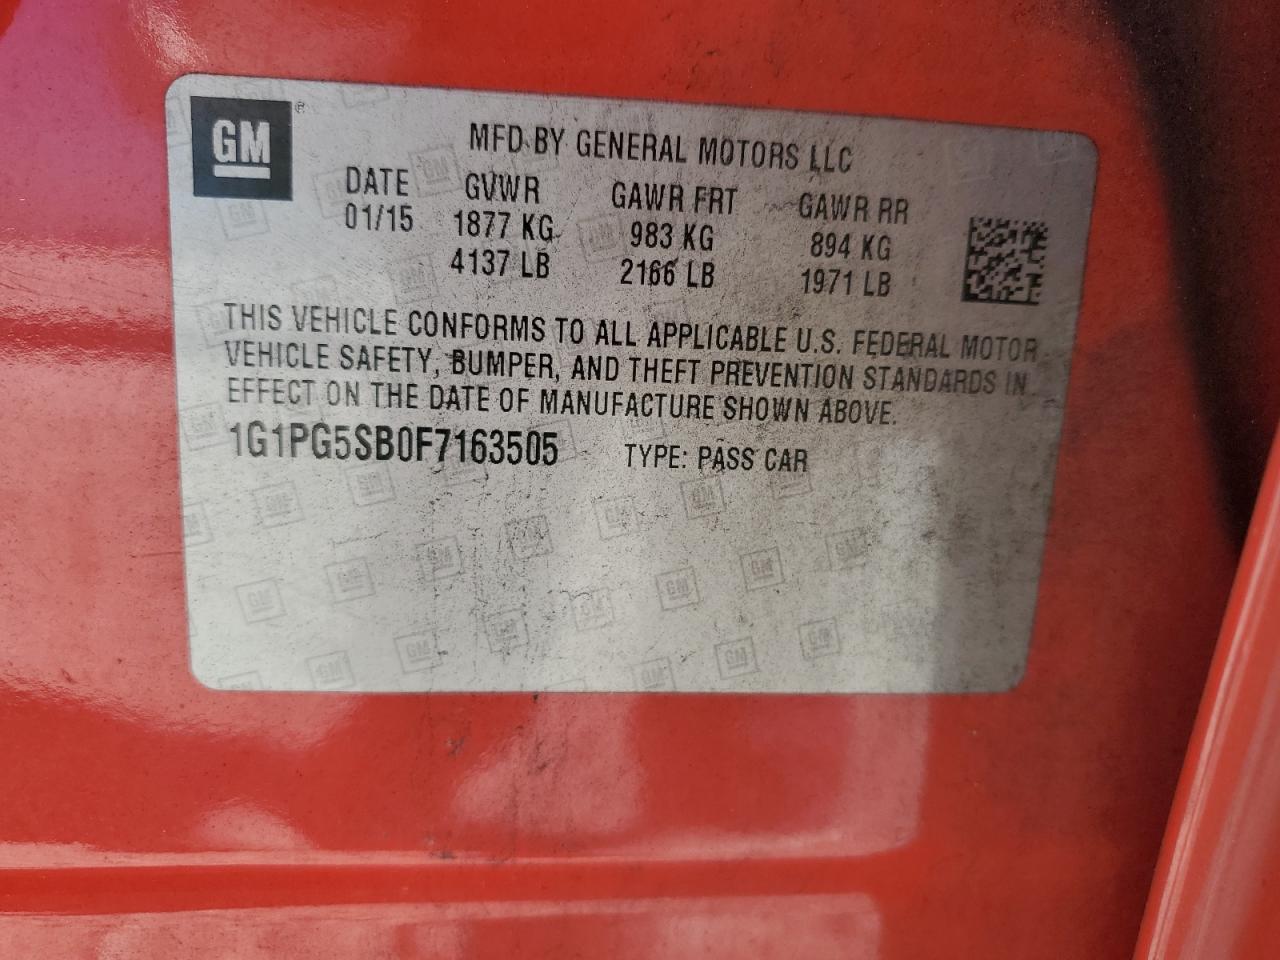 GM ®
MFD BY GENERAL MOTORS LLC
DATE GVWR GAWR FRT GAWR RR
01/15 1877 KG 983 KG 894 KG
4137 LB 2166 LB 1971 LB
THIS VEHICLE CONFORMS TO ALL APPLICABLE U.S. FEDERAL MOTOR
VEHICLE SAFETY, BUMPER, AND THEFT PREVENTION STANDARDS IN
EFFECT ON THE DATE OF MANUFACTURE SHOWN ABOVE.
1G1PG5SB0F7163505 TYPE: PASS CAR